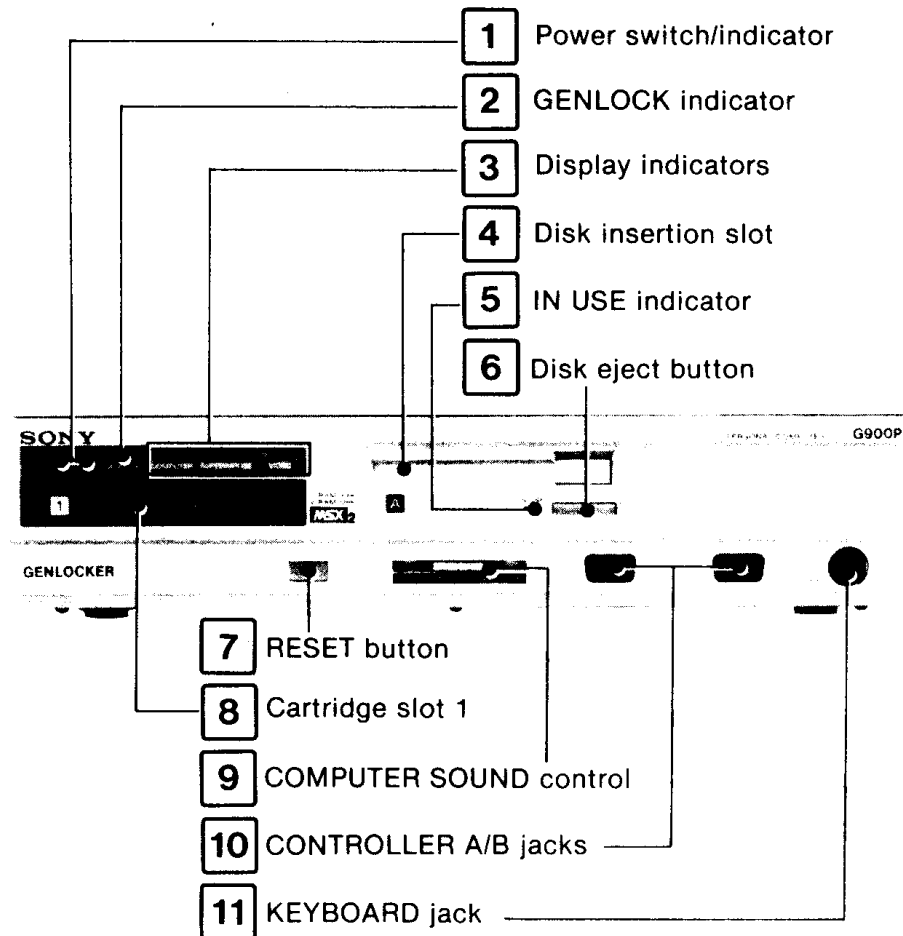 1 Power switch/indicator
2 GENLOCK indicator
3 Display indicators
4 Disk insertion slot
5 IN USE indicator
6 Disk eject button
SONY
G900P
1
MSX2
A
GENLOCKER
7 RESET button
8 Cartridge slot 1
9 COMPUTER SOUND control
10 CONTROLLER A/B jacks
11 KEYBOARD jack